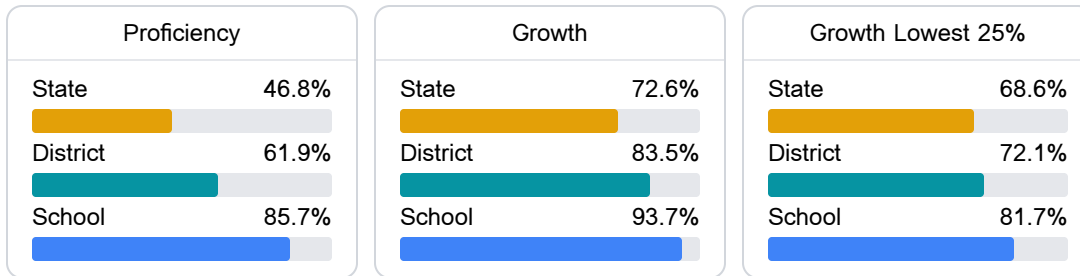 Proficiency
State 46.8%
District 61.9%
School 85.7%
Growth
State 72.6%
District 83.5%
School 93.7%
Growth Lowest 25%
State 68.6%
District 72.1%
School 81.7%